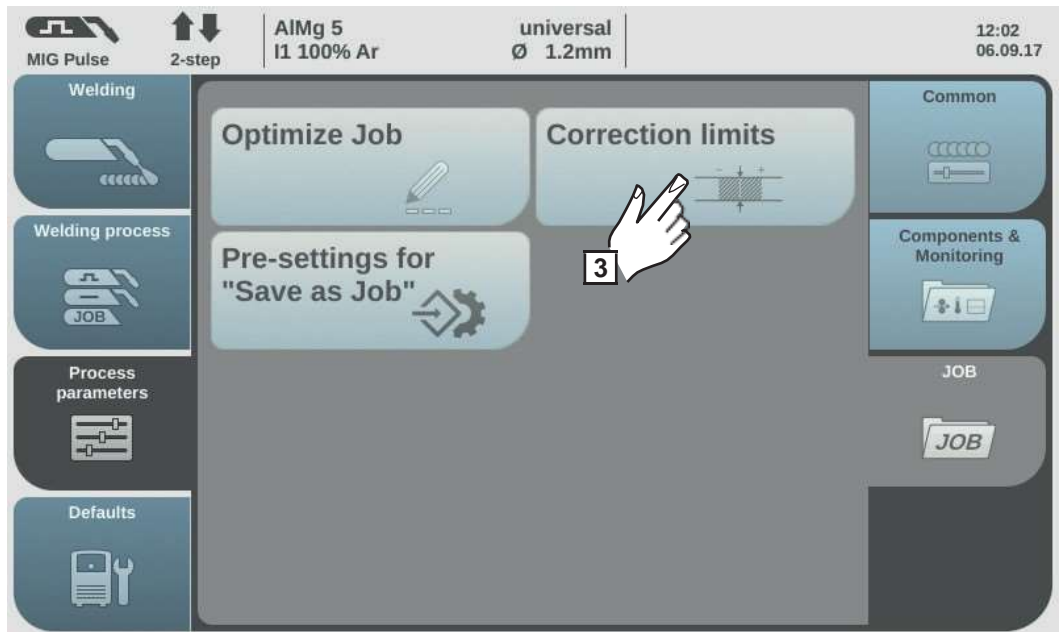 MIG Pulse
2-step
AlMg 5
I1 100% Ar
universal
Ø 1.2mm
12:02
06.09.17
Welding
Welding process
JOB
Process
parameters
Defaults
Optimize Job
Correction limits
- +
3
Pre-settings for
"Save as Job"
Common
Components &
Monitoring
JOB
JOB